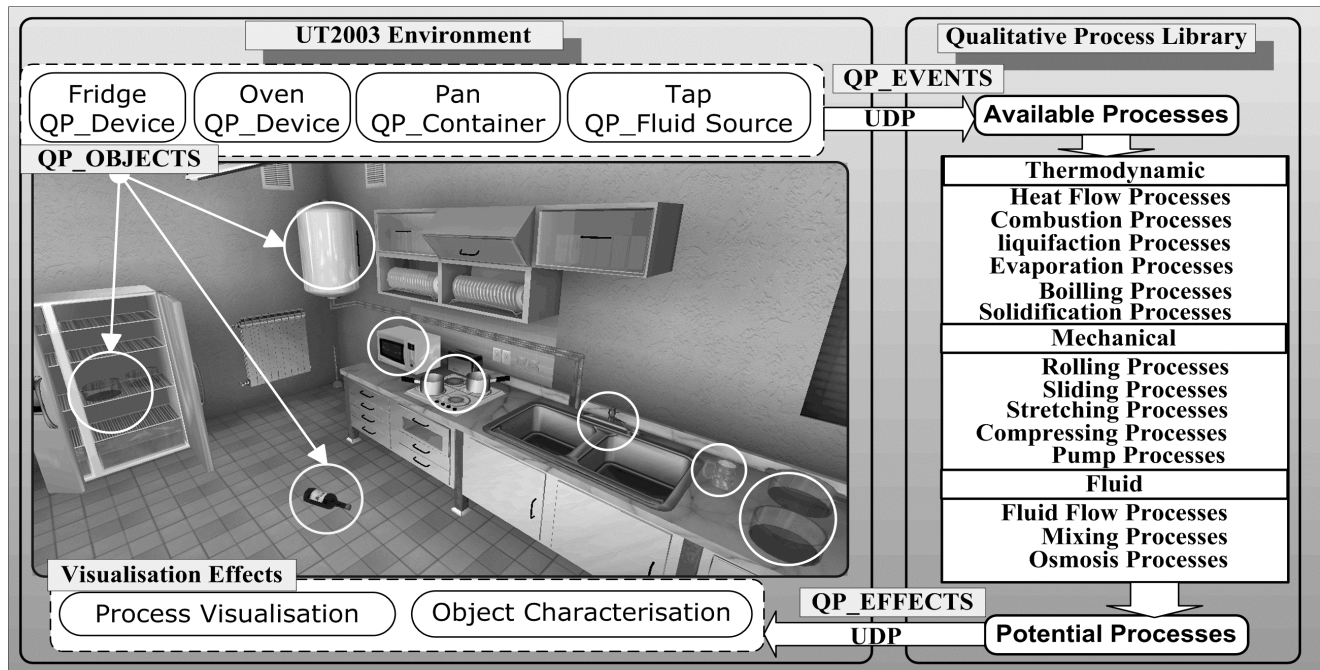 UT2003 Environment
Fridge
QP_Device
Oven
QP_Device
Pan
QP_Container
Tap
QP_Fluid Source
QP_OBJECTS
QP_EVENTS
UDP
Qualitative Process Library
Available Processes
Thermodynamic
Heat Flow Processes
Combustion Processes
liquifaction Processes
Evaporation Processes
Boilling Processes
Solidification Processes
Mechanical
Rolling Processes
Sliding Processes
Stretching Processes
Compressing Processes
Pump Processes
Fluid
Fluid Flow Processes
Mixing Processes
Osmosis Processes
Potential Processes
QP_EFFECTS
UDP
Visualisation Effects
Process Visualisation
Object Characterisation